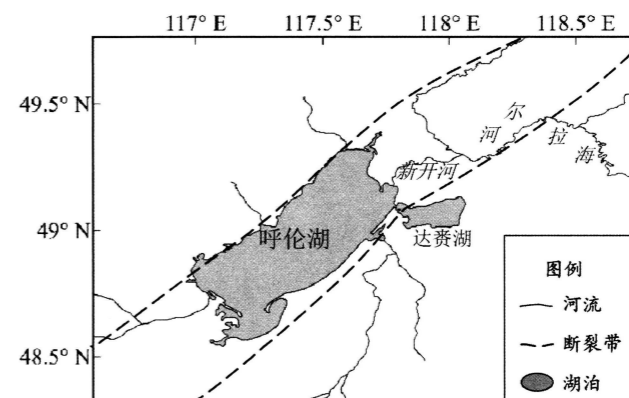 117° E 117.5° E 118° E 118.5° E
49.5° N
49° N
48.5° N
海拉尔河
新开河
呼伦湖
达赉湖
图例
河流
断裂带
湖泊